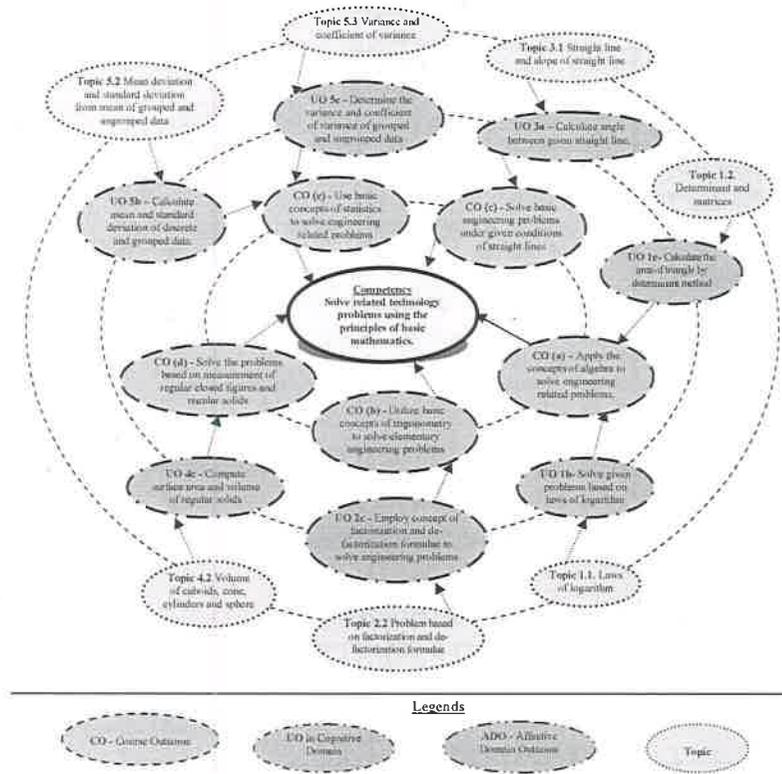 Topic 5.3 Variance and
coefficient of variance
Topic 3.1 Straight line
and slope of straight line
Topic 5.2 Mean deviation
and standard deviation
from mean of grouped and
ungrouped data
UO 5c - Determine the
variance and coefficient
of variance of grouped
and ungrouped data
UO 3a - Calculate angle
between given straight line.
Topic 1.2.
Determinant and
matrices
UO 5b - Calculate
mean and standard
deviation of discrete
and grouped data.
CO (e) - Use basic
concepts of statistics
to solve engineering
related problems
CO (c) - Solve basic
engineering problems
under given conditions
of straight lines
UO 1e- Calculate the
area of triangle by
determinant method
Competency
Solve related technology
problems using the
principles of basic
mathematics.
CO (d) - Solve the problems
based on measurement of
regular closed figures and
regular solids
CO (a) - Apply the
concepts of algebra to
solve engineering
related problems.
CO (b) - Utilize basic
concepts of trigonometry
to solve elementary
engineering problems
UO 4c - Compute
surface area and volume
of regular solids
UO 1b- Solve given
problems based on
laws of logarithm
UO 2c - Employ concept of
factorization and de-
factorization formulae to
solve engineering problems
Topic 4.2 Volume
of cuboids, cone,
cylinders and sphere
Topic 1.1. Laws
of logarithm
Topic 2.2 Problem based
on factorization and de-
factorization formulae
Legends
CO - Course Outcome
UO in Cognitive
Domain
ADO - Affective
Domain Outcome
Topic